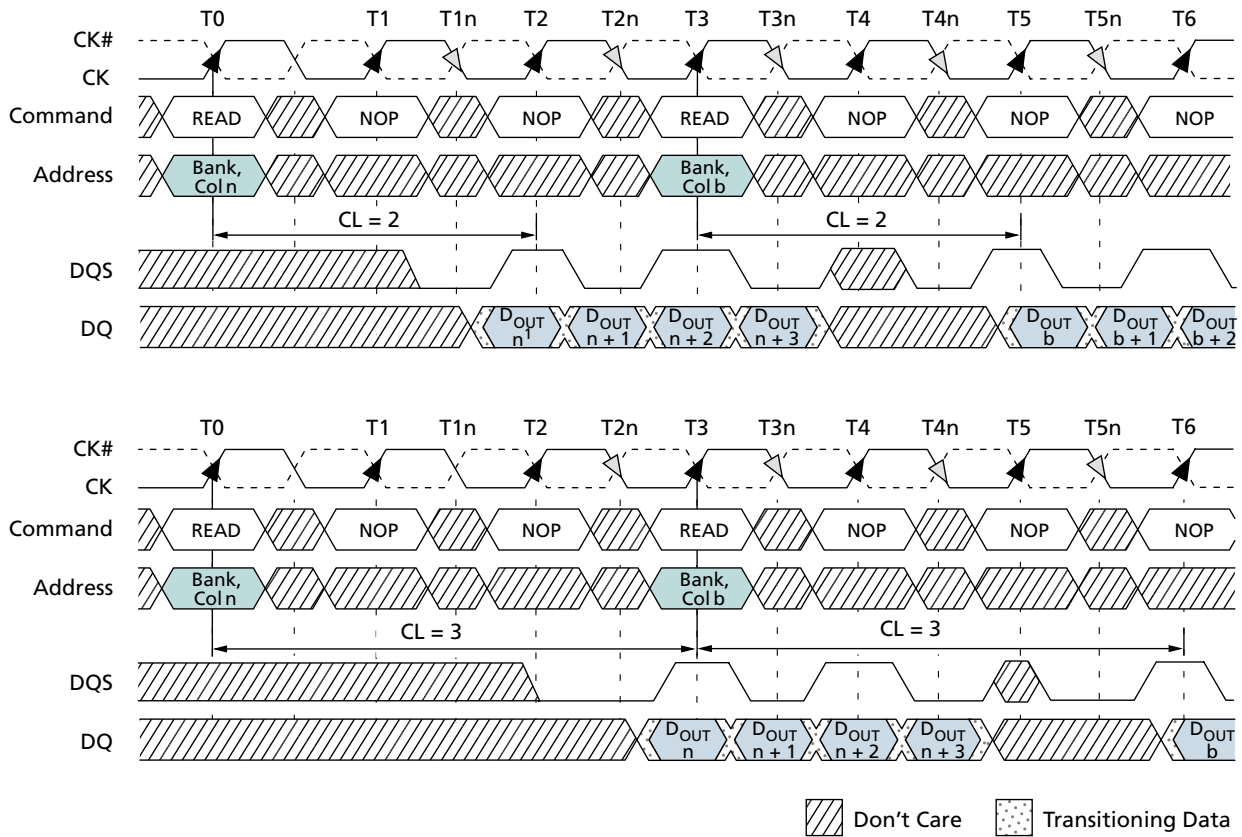 T0 T1 T1n T2 T2n T3 T3n T4 T4n T5 T5n T6
CK#
CK
Command READ NOP NOP READ NOP NOP NOP
Address Bank, Col n Bank, Col b
CL = 2 CL = 2
DQS
DQ DOUT n1 DOUT n + 1 DOUT n + 2 DOUT n + 3 DOUT b DOUT b + 1 DOUT b + 2
T0 T1 T1n T2 T2n T3 T3n T4 T4n T5 T5n T6
CK#
CK
Command READ NOP NOP READ NOP NOP NOP
Address Bank, Col n Bank, Col b
CL = 3 CL = 3
DQS
DQ DOUT n DOUT n + 1 DOUT n + 2 DOUT n + 3 DOUT b
Don't Care Transitioning Data